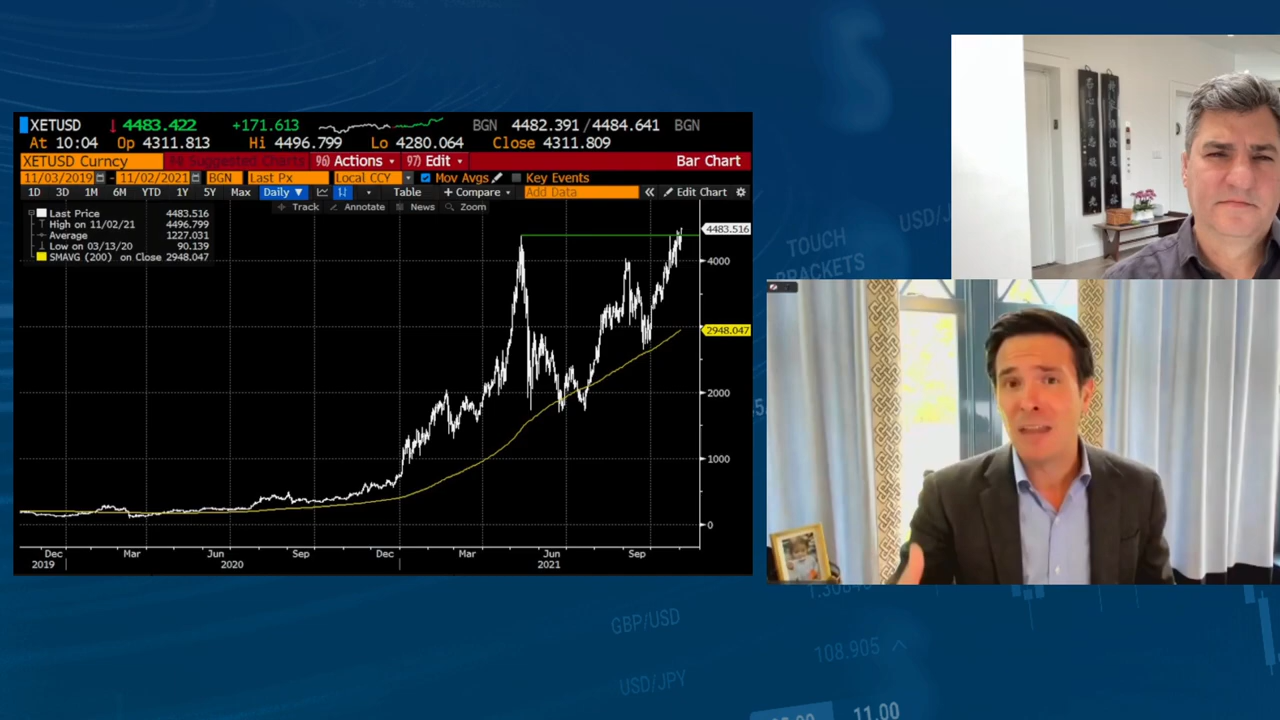 XETUSD ↓ 4483.422 +171.613 BGN 4482.391/4484.641 BGN
At 10:04 Op 4311.813 Hi 4496.799 Lo 4280.064 Close 4311.809
XETUSD Curncy Suggested Charts 96) Actions 97) Edit Bar Chart
11/03/2019 - 11/02/2021 BGN Last Px Local CCY Mov Avgs Key Events
1D 3D 1M 6M YTD 1Y 5Y Max Daily ▼ Table + Compare Add Data « Edit Chart
Track Annotate News Zoom
Last Price 4483.516
High on 11/02/21 4496.799
Average 1227.031
Low on 03/13/20 90.139
SMAVG (200) on Close 2948.047
4483.516
4000
2948.047
2000
1000
0
Dec Mar Jun Sep Dec Mar Jun Sep
2019 2020 2021
USD/J
TOUCH
BRACKETS
GBP/USD
108.905
USD/JPY
11.00